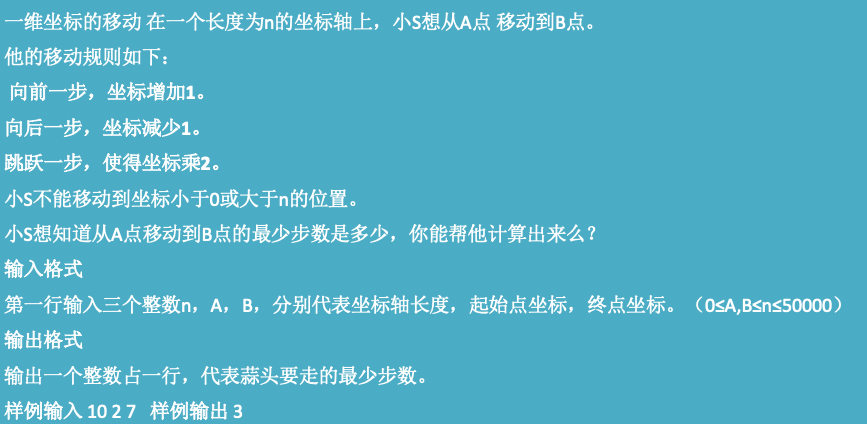 一维坐标的移动 在一个长度为n的坐标轴上，小S想从A点 移动到B点。
他的移动规则如下：
向前一步，坐标增加1。
向后一步，坐标减少1。
跳跃一步，使得坐标乘2。
小S不能移动到坐标小于0或大于n的位置。
小S想知道从A点移动到B点的最少步数是多少，你能帮他计算出来么？
输入格式
第一行输入三个整数n，A，B，分别代表坐标轴长度，起始点坐标，终点坐标。（0≤A,B≤n≤50000）
输出格式
输出一个整数占一行，代表蒜头要走的最少步数。
样例输入 10 2 7 样例输出 3